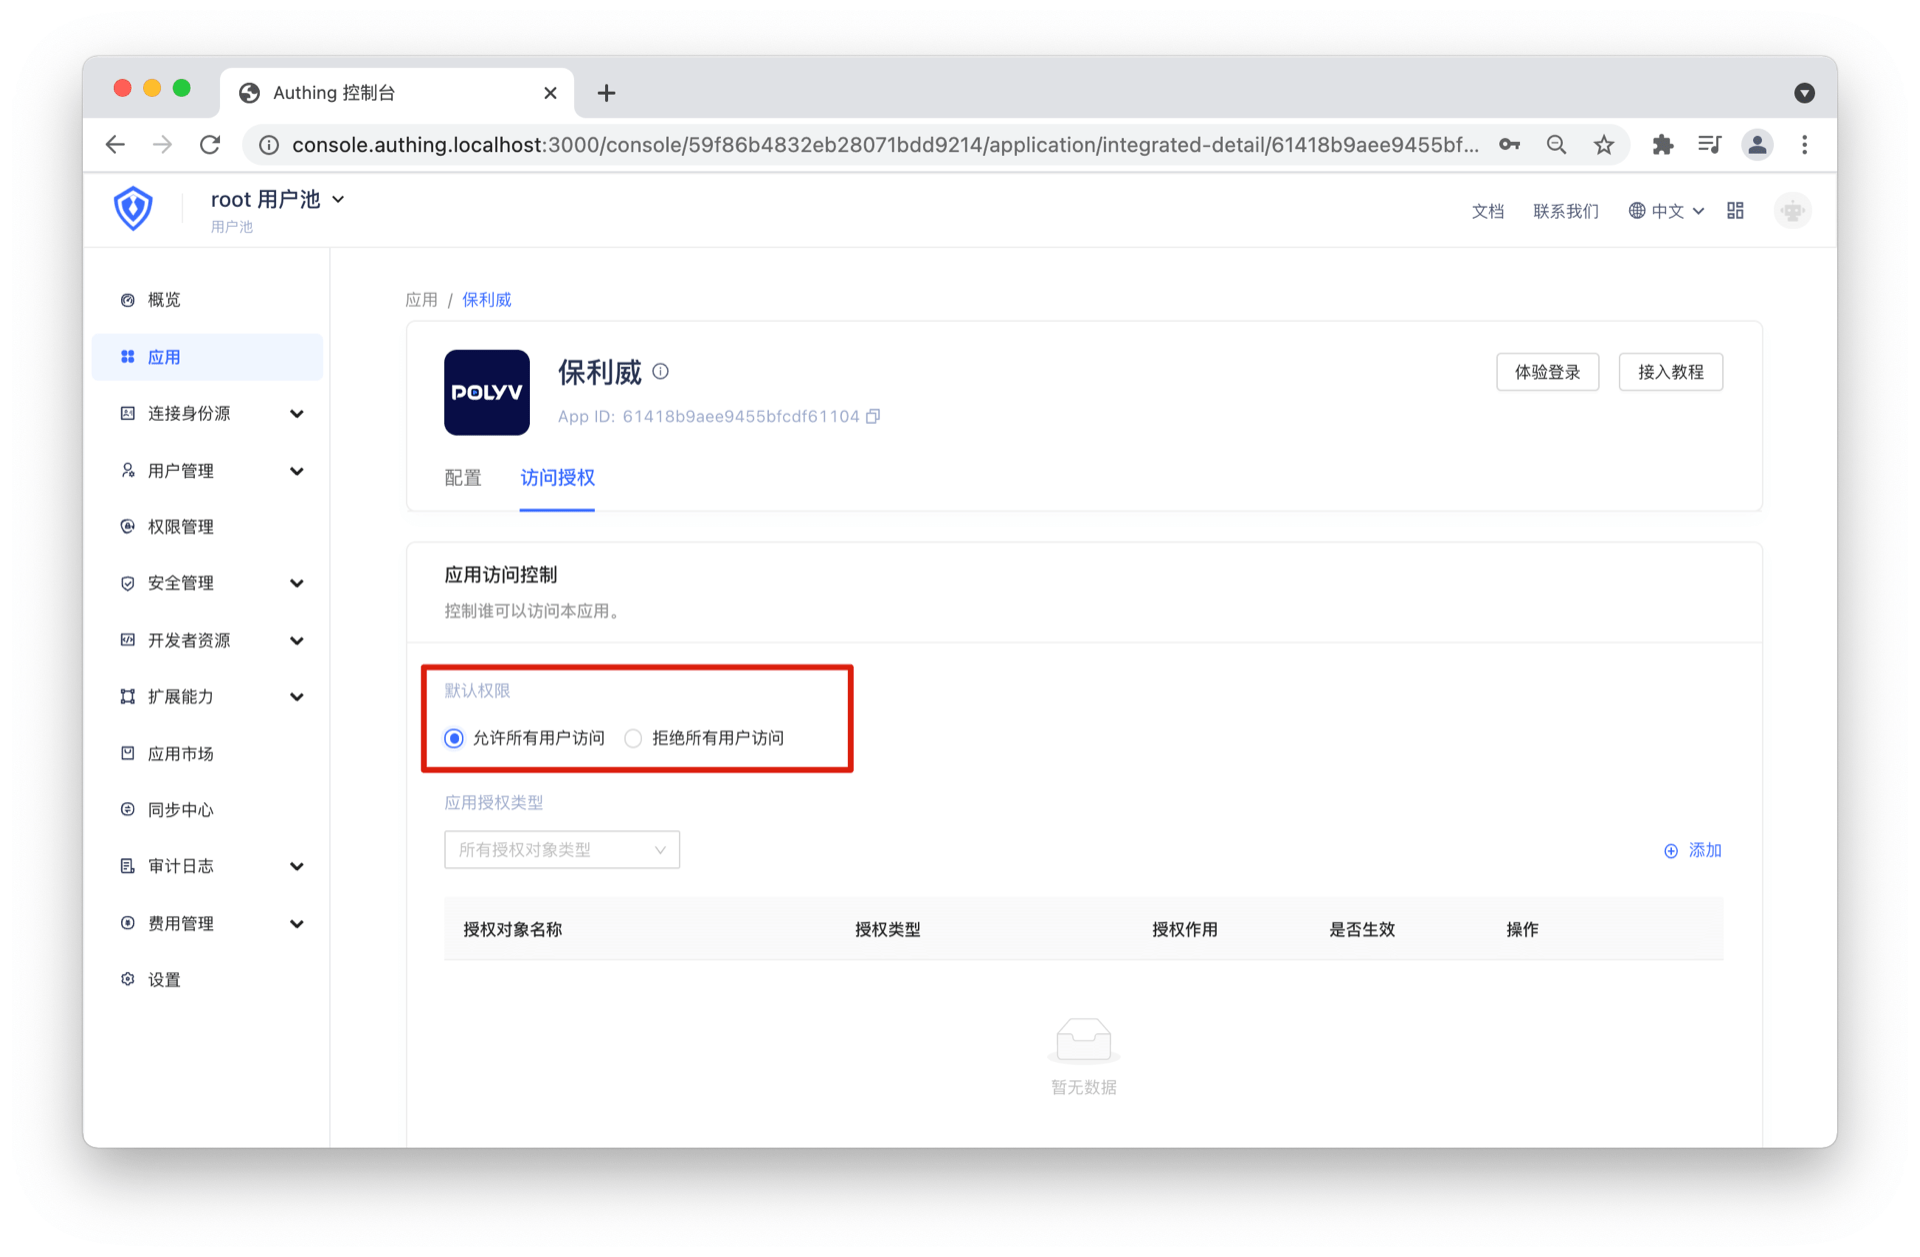 Authing 控制台
console.authing.localhost:3000/console/59f86b4832eb28071bdd9214/application/integrated-detail/61418b9aee9455bf...
root 用户池
用户池
文档 联系我们 中文
概览
应用
连接身份源
用户管理
权限管理
安全管理
开发者资源
扩展能力
应用市场
同步中心
审计日志
费用管理
设置
应用 / 保利威
POLYV
保利威
App ID: 61418b9aee9455bfcdf61104
体验登录 接入教程
配置 访问授权
应用访问控制
控制谁可以访问本应用。
默认权限
允许所有用户访问 拒绝所有用户访问
应用授权类型
所有授权对象类型
添加
授权对象名称 授权类型 授权作用 是否生效 操作
暂无数据